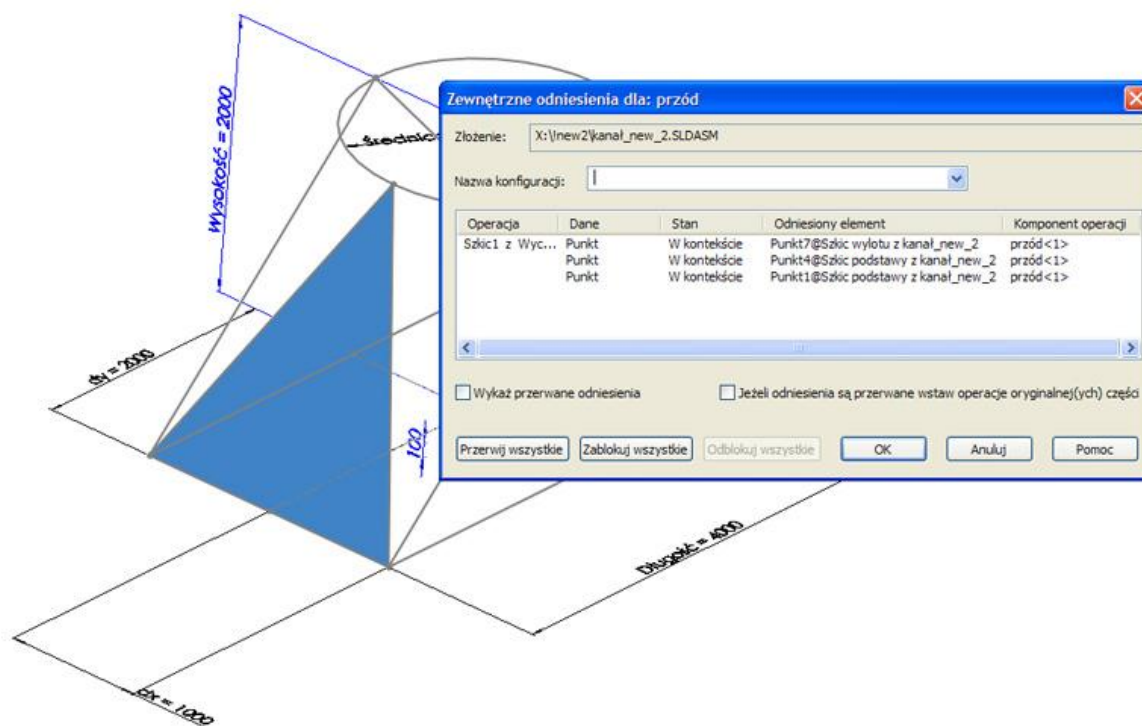 Wysokość = 2000
średnic
dy = 2000
100
Długość = 4000
dx = 1000
Zewnętrzne odniesienia dla: przód
Złożenie: X:\!new2\kanał_new_2.SLDASM
Nazwa konfiguracji:
Operacja Dane Stan Odniesiony element Komponent operacji
Szkic1 z Wyc... Punkt W kontekście Punkt7@Szkic wylotu z kanał_new_2 przód<1>
Punkt W kontekście Punkt4@Szkic podstawy z kanał_new_2 przód<1>
Punkt W kontekście Punkt1@Szkic podstawy z kanał_new_2 przód<1>
Wykaż przerwane odniesienia Jeżeli odniesienia są przerwane wstaw operacje oryginalnej(ych) części
Przerwij wszystkie Zablokuj wszystkie Odblokuj wszystkie OK Anuluj Pomoc